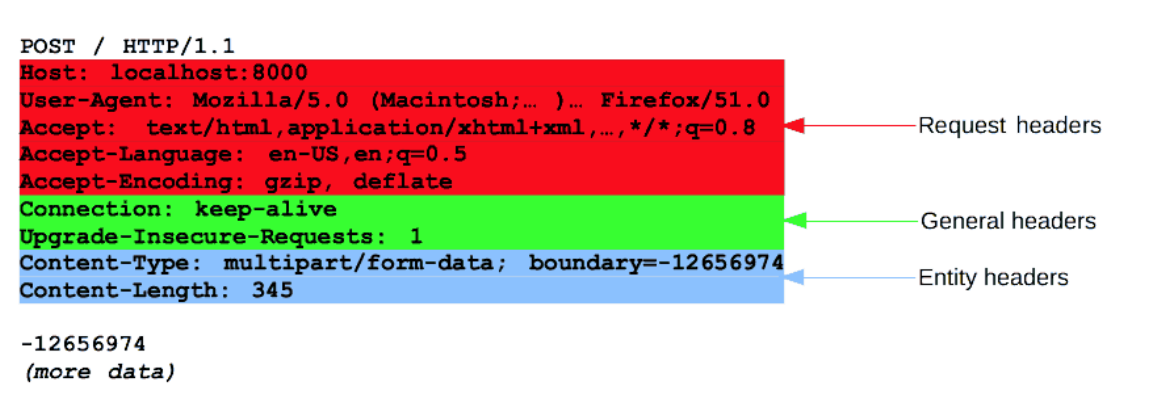 POST / HTTP/1.1
Host: localhost:8000
User-Agent: Mozilla/5.0 (Macintosh;… )… Firefox/51.0
Accept: text/html,application/xhtml+xml,…,*/*;q=0.8
Request headers
Accept-Language: en-US,en;q=0.5
Accept-Encoding: gzip, deflate
Connection: keep-alive
General headers
Upgrade-Insecure-Requests: 1
Content-Type: multipart/form-data; boundary=-12656974
Entity headers
Content-Length: 345
-12656974
(more data)